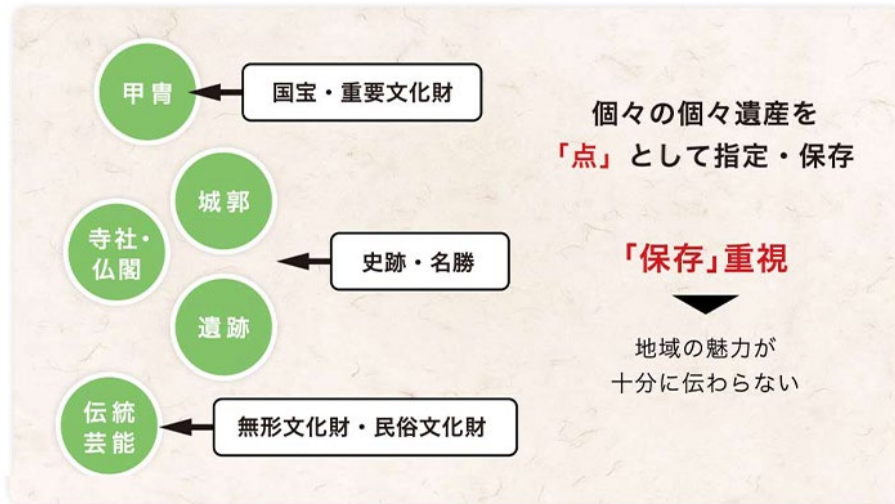 甲冑
国宝・重要文化財
城郭
寺社・
仏閣
史跡・名勝
遺跡
伝統
芸能
無形文化財・民俗文化財
個々の個々遺産を
「点」として指定・保存
「保存」重視
地域の魅力が
十分に伝わらない